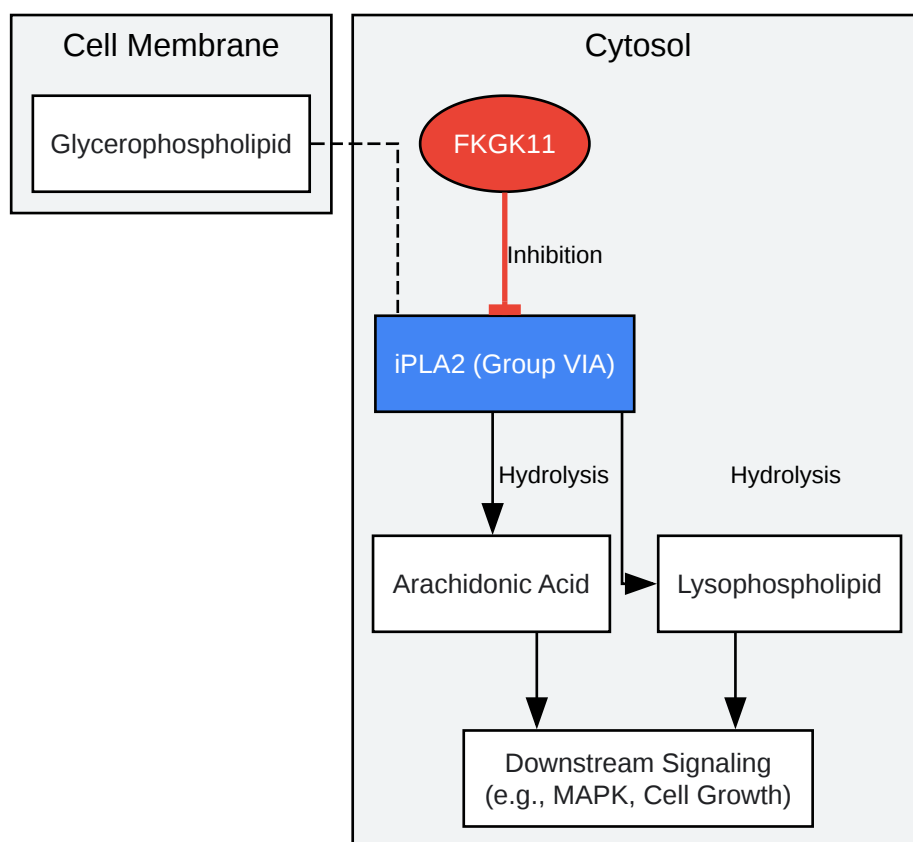 Cell Membrane
Cytosol
Glycerophospholipid
FKGK11
Inhibition
iPLA2 (Group VIA)
Hydrolysis
Hydrolysis
Arachidonic Acid
Lysophospholipid
Downstream Signaling
(e.g., MAPK, Cell Growth)